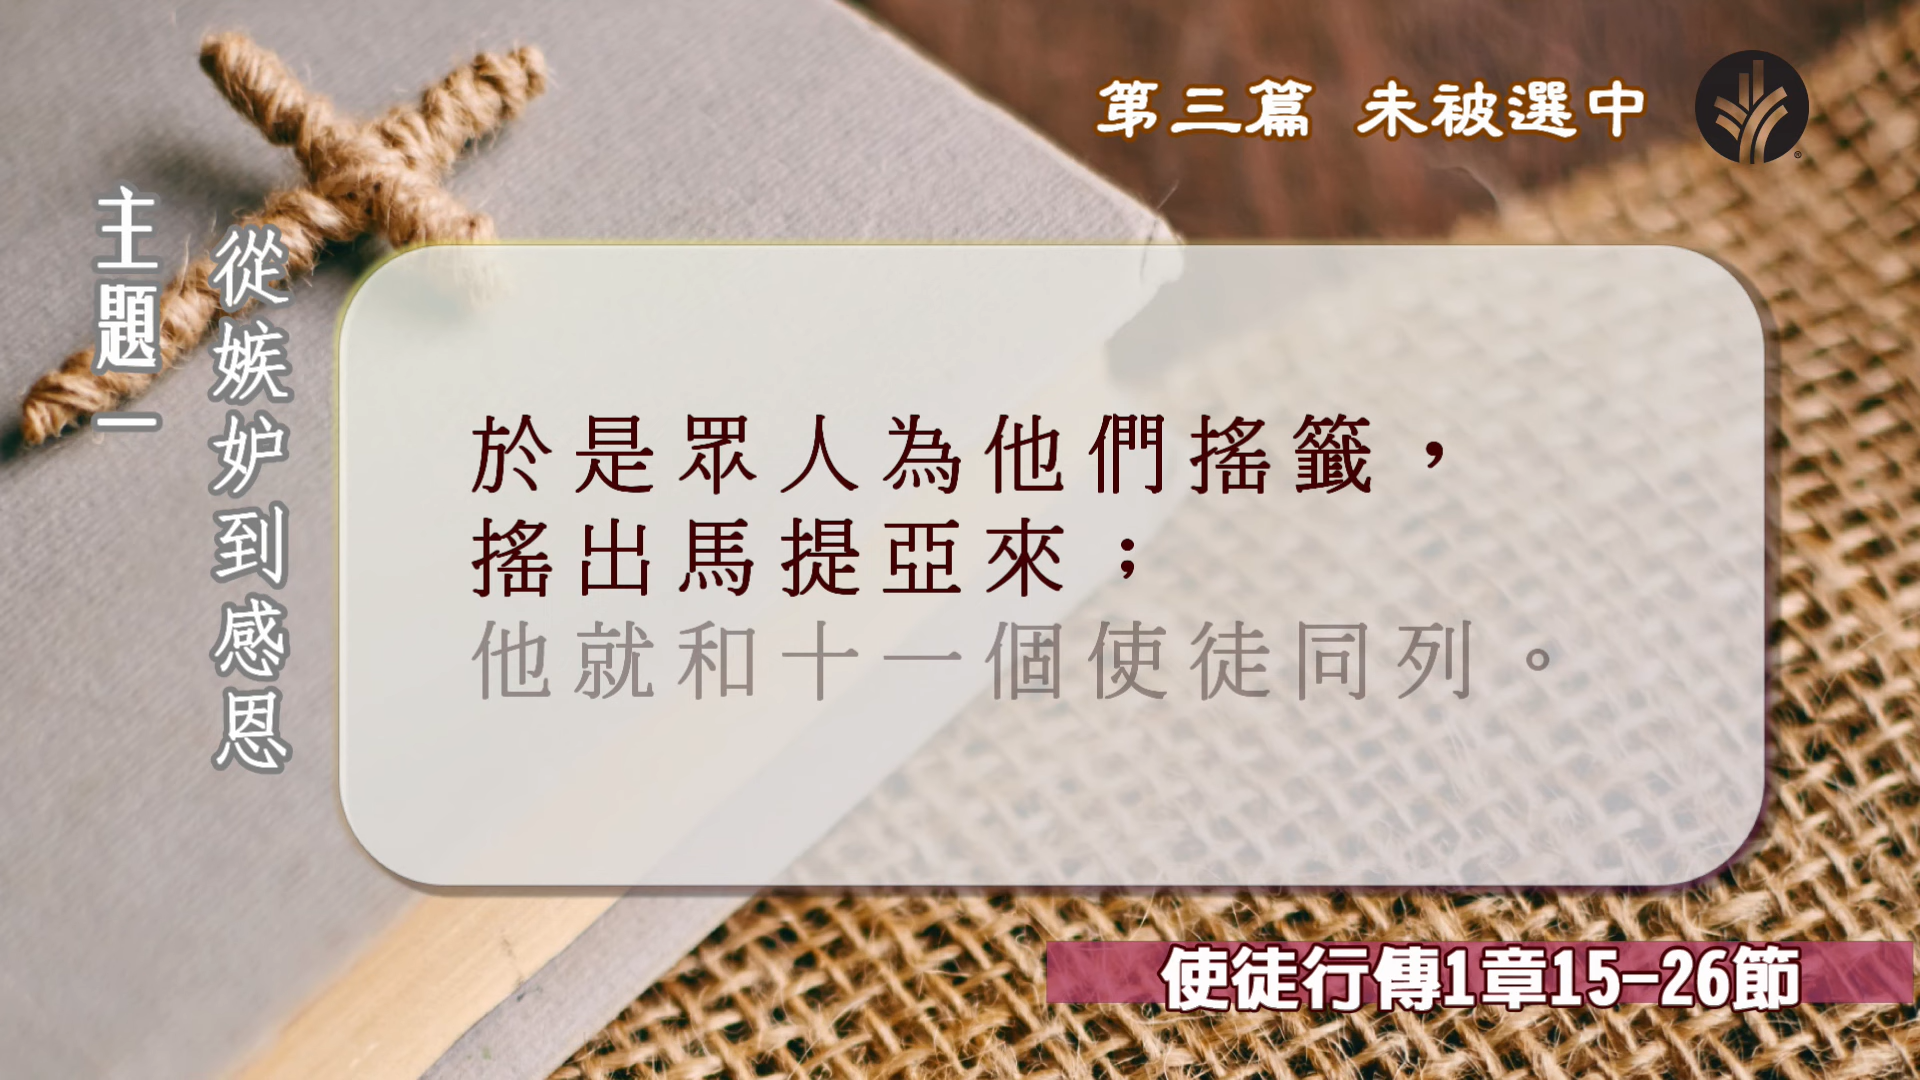 第三篇 未被選中
主題一
從嫉妒到感恩
於是眾人為他們搖籤，
搖出馬提亞來；
他就和十一個使徒同列。
使徒行傳1章15-26節